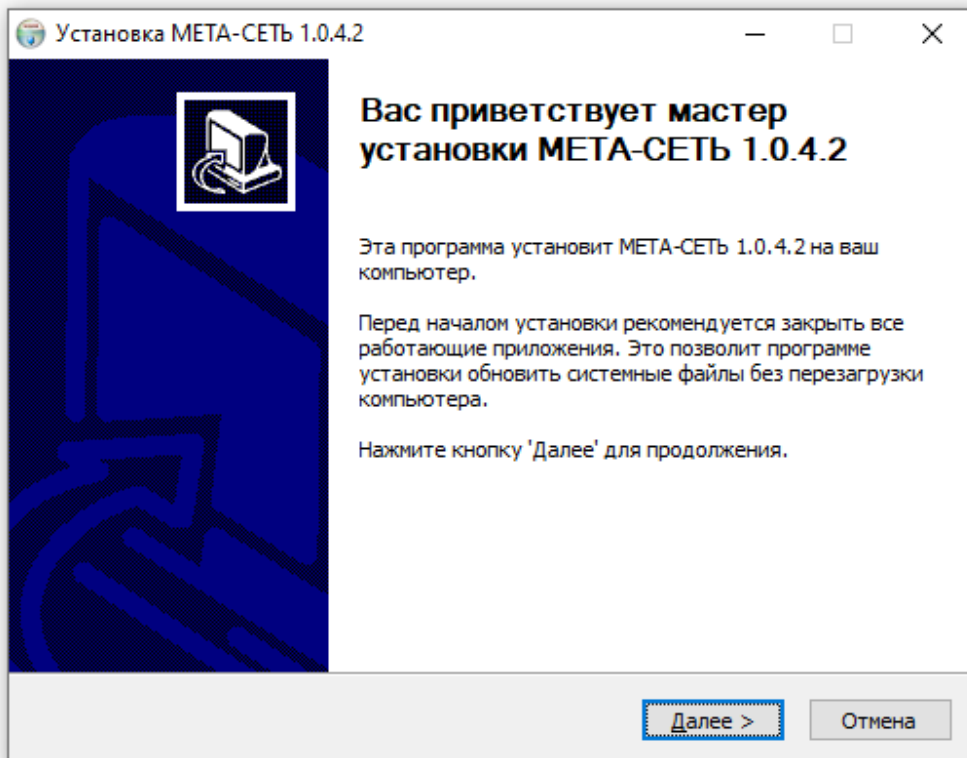 Установка МЕТА-СЕТЬ 1.0.4.2
Вас приветствует мастер
установки МЕТА-СЕТЬ 1.0.4.2
Эта программа установит МЕТА-СЕТЬ 1.0.4.2 на ваш
компьютер.
Перед началом установки рекомендуется закрыть все
работающие приложения. Это позволит программе
установки обновить системные файлы без перезагрузки
компьютера.
Нажмите кнопку 'Далее' для продолжения.
Далее >
Отмена